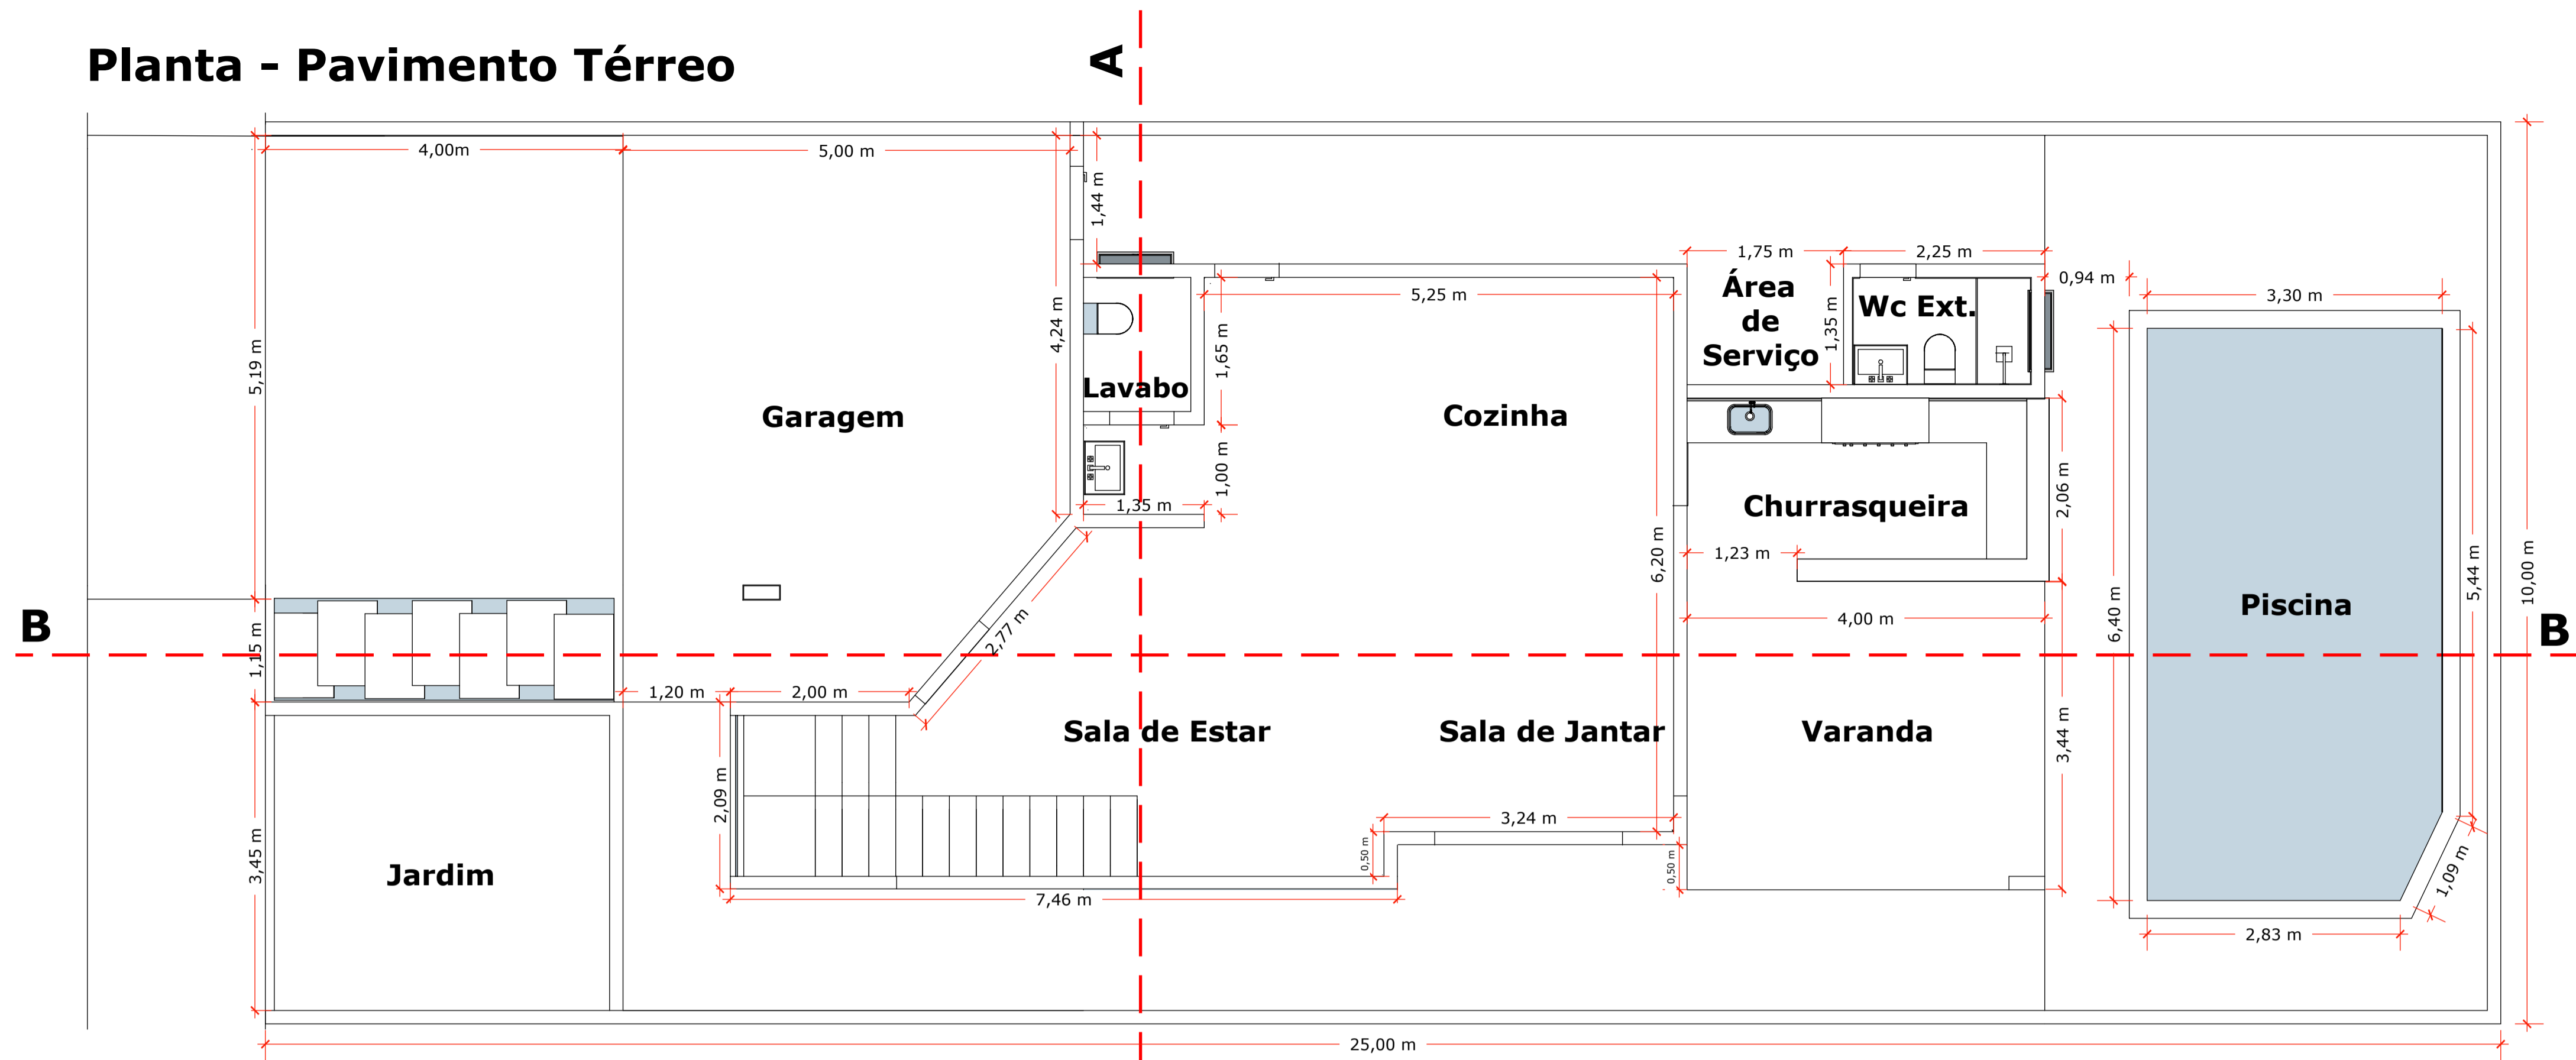 Planta - Pavimento Térreo
A
4,00m
5,00 m
1,44 m
1,75 m
2,25 m
0,94 m
3,30 m
5,25 m
Área
de
Serviço
Wc Ext.
1,35 m
4,24 m
1,65 m
5,19 m
Lavabo
Garagem
Cozinha
1,00 m
1,35 m
Churrasqueira
2,06 m
6,20 m
1,23 m
5,44 m
10,00 m
6,40 m
Piscina
4,00 m
2,77 m
B
B
1,15 m
1,20 m
2,00 m
Sala de Estar
Sala de Jantar
Varanda
3,44 m
2,09 m
3,24 m
0,50 m
0,50 m
3,45 m
Jardim
1,09 m
7,46 m
2,83 m
25,00 m